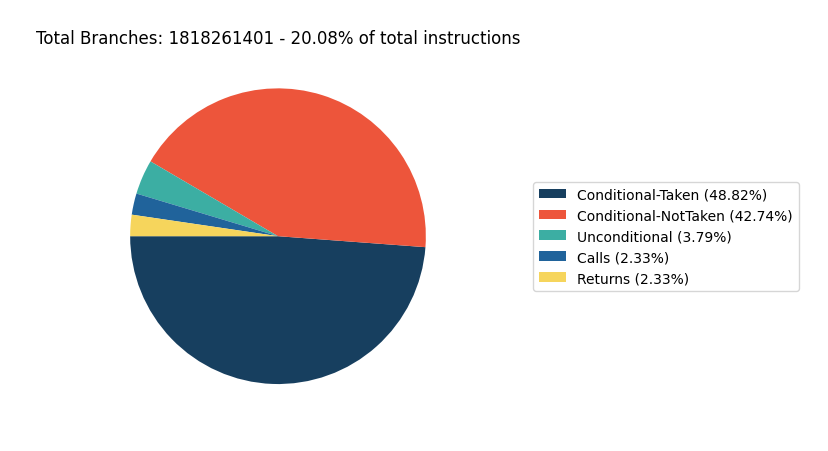 Total Branches: 1818261401 - 20.08% of total instructions
Conditional-Taken (48.82%)
Conditional-NotTaken (42.74%)
Unconditional (3.79%)
Calls (2.33%)
Returns (2.33%)